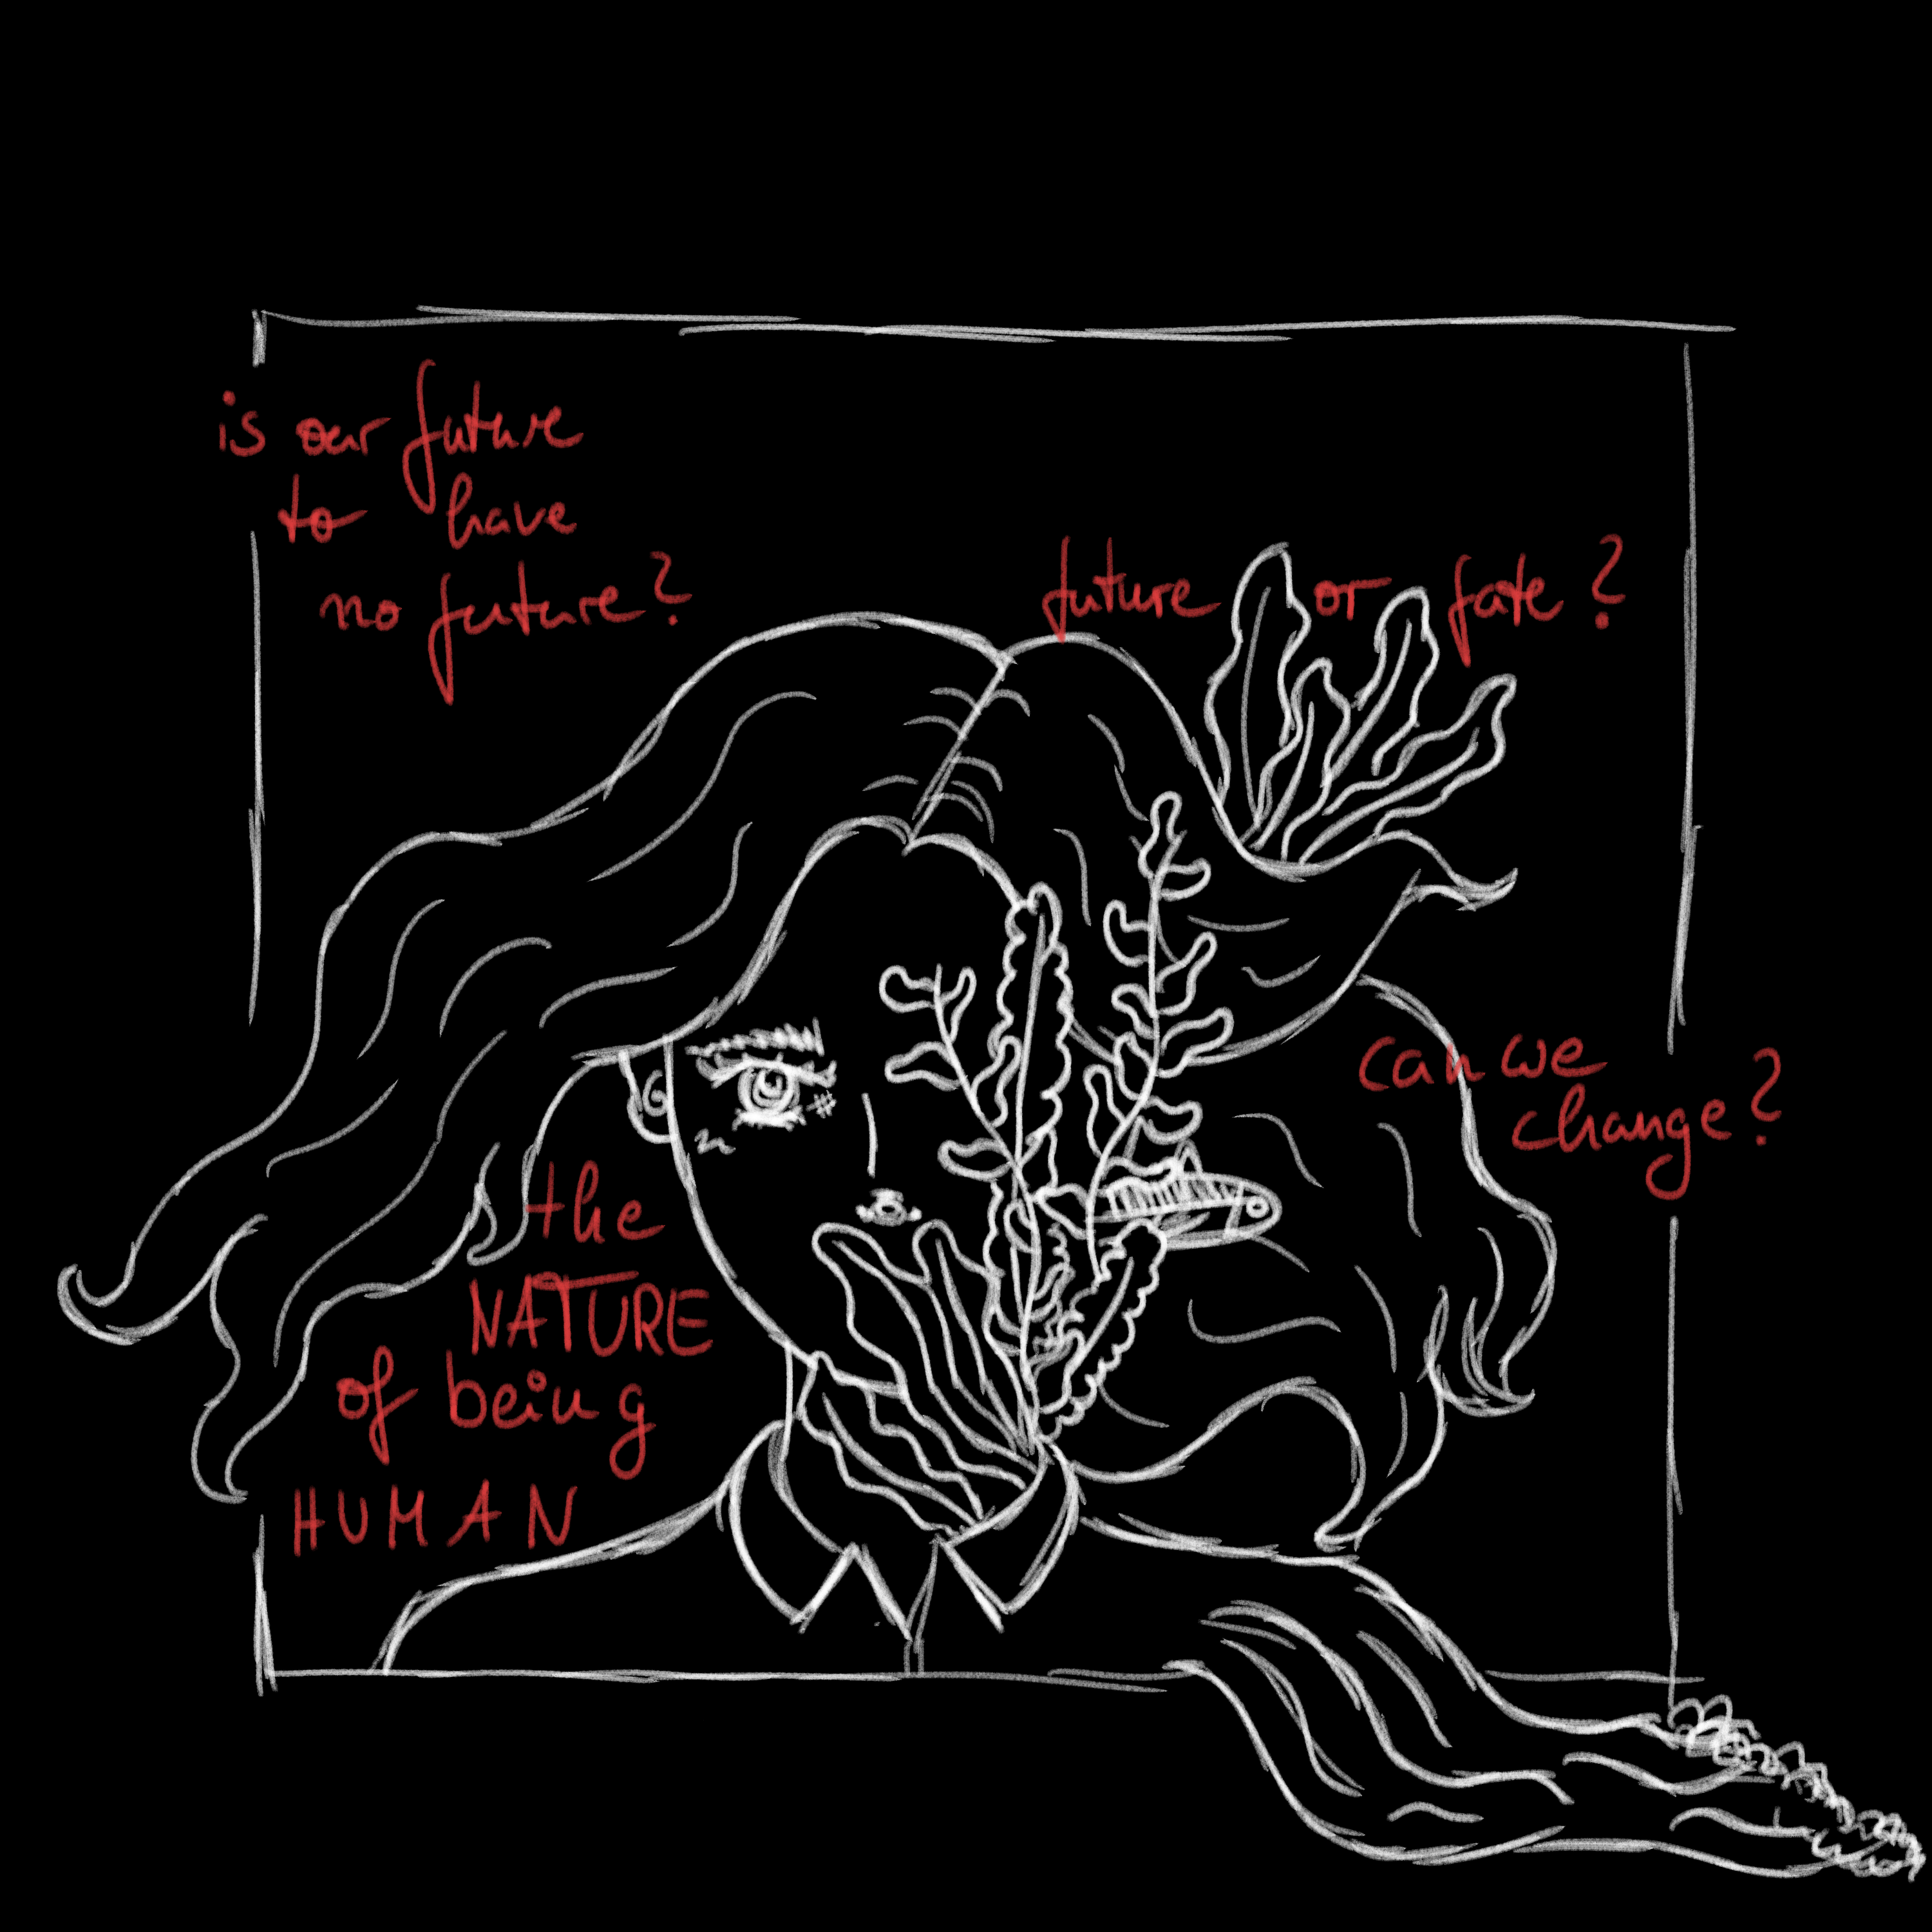 is our future
to have
no future?
future or fate?
can we
change?
the
NATURE
of being
HUMAN